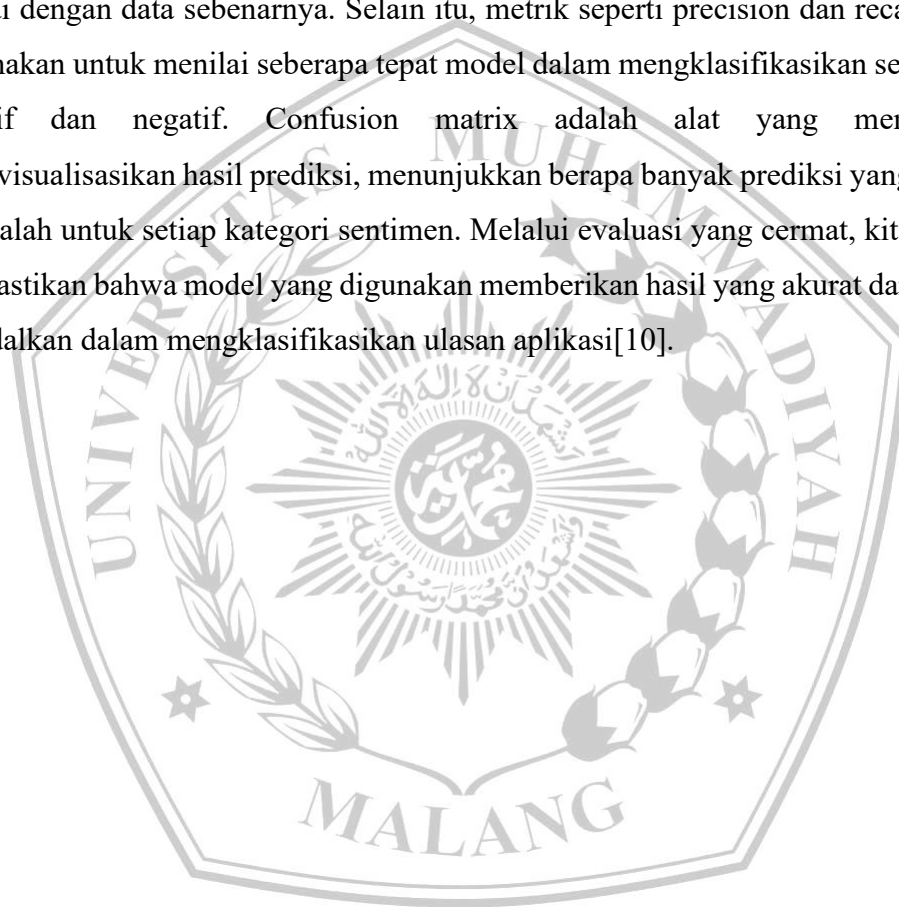 i dengan data sebenarnya. Selain itu, metrik seperti precision dan reca
nakan untuk menilai seberapa tepat model dalam mengklasifikasikan se
if dan negatif. Confusion matrix adalah alat yang mem
visualisasikan hasil prediksi, menunjukkan berapa banyak prediksi yang
alah untuk setiap kategori sentimen. Melalui evaluasi yang cermat, kit
astikan bahwa model yang digunakan memberikan hasil yang akurat da
dalkan dalam mengklasifikasikan ulasan aplikasi[10].
UNIVERSITAS MUHAMMADIYAH
MALANG